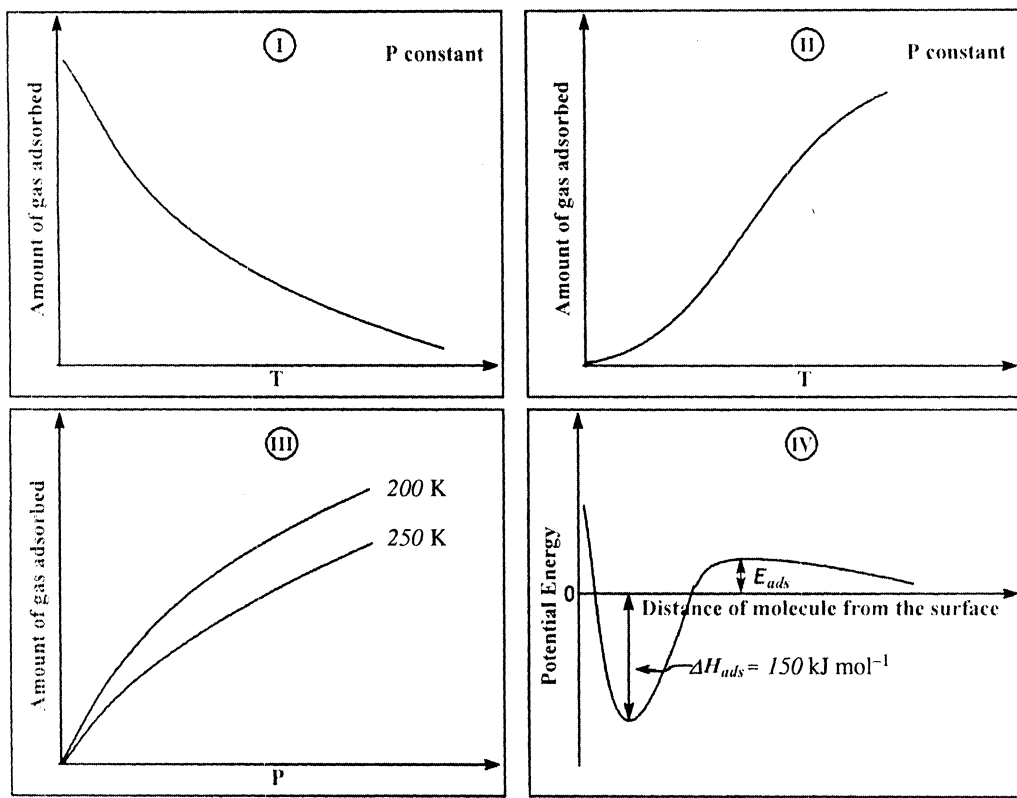 I
P constant
Amount of gas adsorbed
T
II
P constant
Amount of gas adsorbed
T
III
200 K
250 K
Amount of gas adsorbed
P
IV
Potential Energy
0
E_ads
Distance of molecule from the surface
ΔH_ads = 150 kJ mol⁻¹